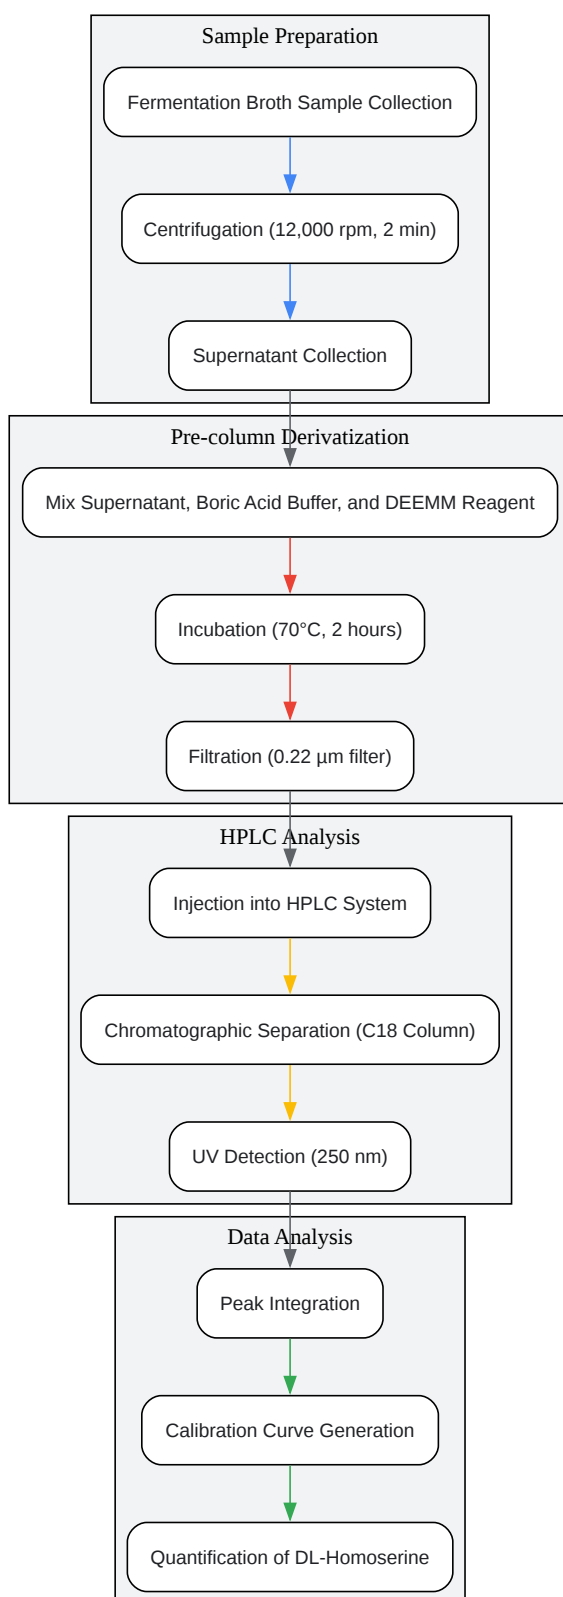 Sample Preparation
Fermentation Broth Sample Collection
Centrifugation (12,000 rpm, 2 min)
Supernatant Collection
Pre-column Derivatization
Mix Supernatant, Boric Acid Buffer, and DEEMM Reagent
Incubation (70°C, 2 hours)
Filtration (0.22 µm filter)
HPLC Analysis
Injection into HPLC System
Chromatographic Separation (C18 Column)
UV Detection (250 nm)
Data Analysis
Peak Integration
Calibration Curve Generation
Quantification of DL-Homoserine